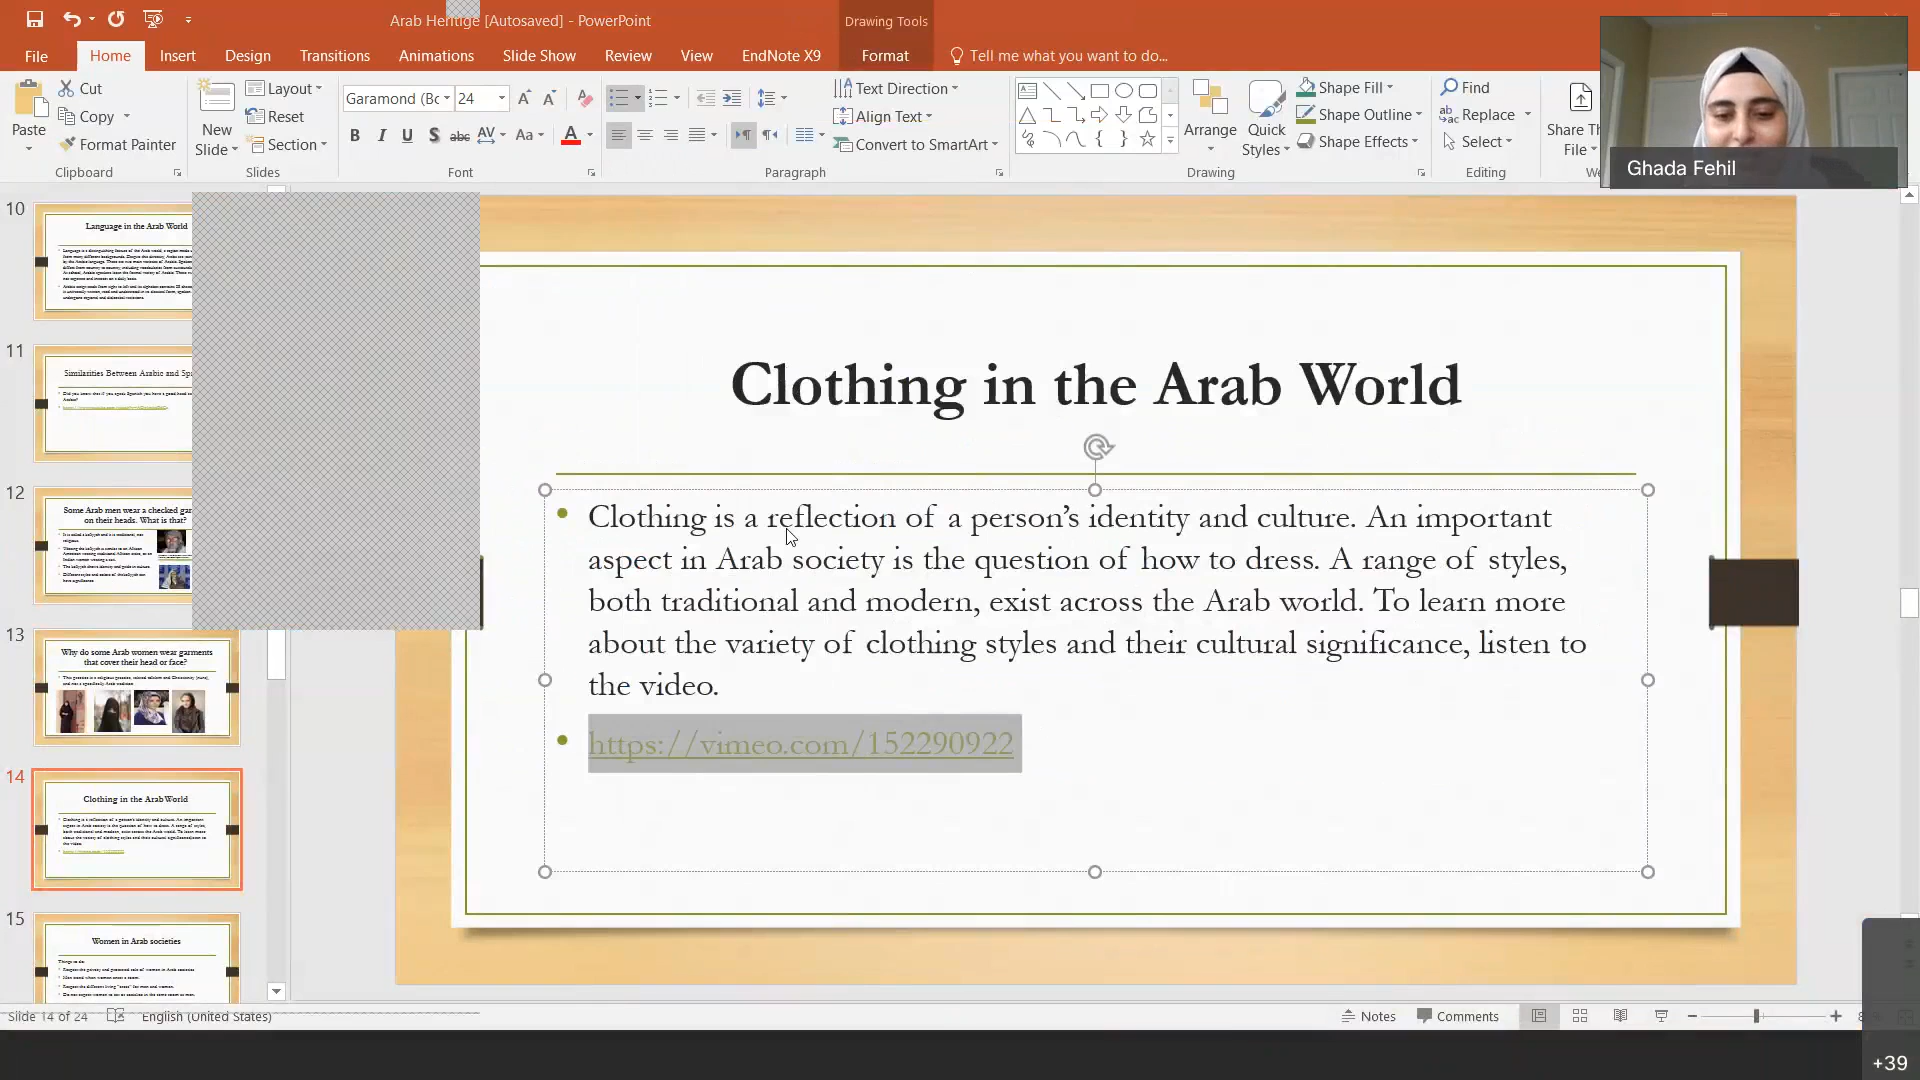 Arab Heritge [Autosaved] - PowerPoint
Drawing Tools
File
Home
Insert
Design
Transitions
Animations
Slide Show
Review
View
EndNote X9
Format
Tell me what you want to do...
Paste
Cut
Copy
Format Painter
Clipboard
New Slide
Layout
Reset
Section
Slides
Garamond (Bc
24
Font
Paragraph
Text Direction
Align Text
Convert to SmartArt
Arrange
Quick Styles
Shape Fill
Shape Outline
Shape Effects
Drawing
Find
Replace
Select
Editing
Share Th
File
Ghada Fehil
10
Language in the Arab World
11
Similarities Between Arabic and Sp
12
Some Arab men wear a checked gar
on their heads. What is that?
13
Why do some Arab women wear garments
that cover their head or face?
14
Clothing in the Arab World
15
Women in Arab societies
Things to do:
Clothing in the Arab World
Clothing is a reflection of a person's identity and culture. An important
aspect in Arab society is the question of how to dress. A range of styles,
both traditional and modern, exist across the Arab world. To learn more
about the variety of clothing styles and their cultural significance, listen to
the video.
https://vimeo.com/152290922
Slide 14 of 24
English (United States)
Notes
Comments
+39